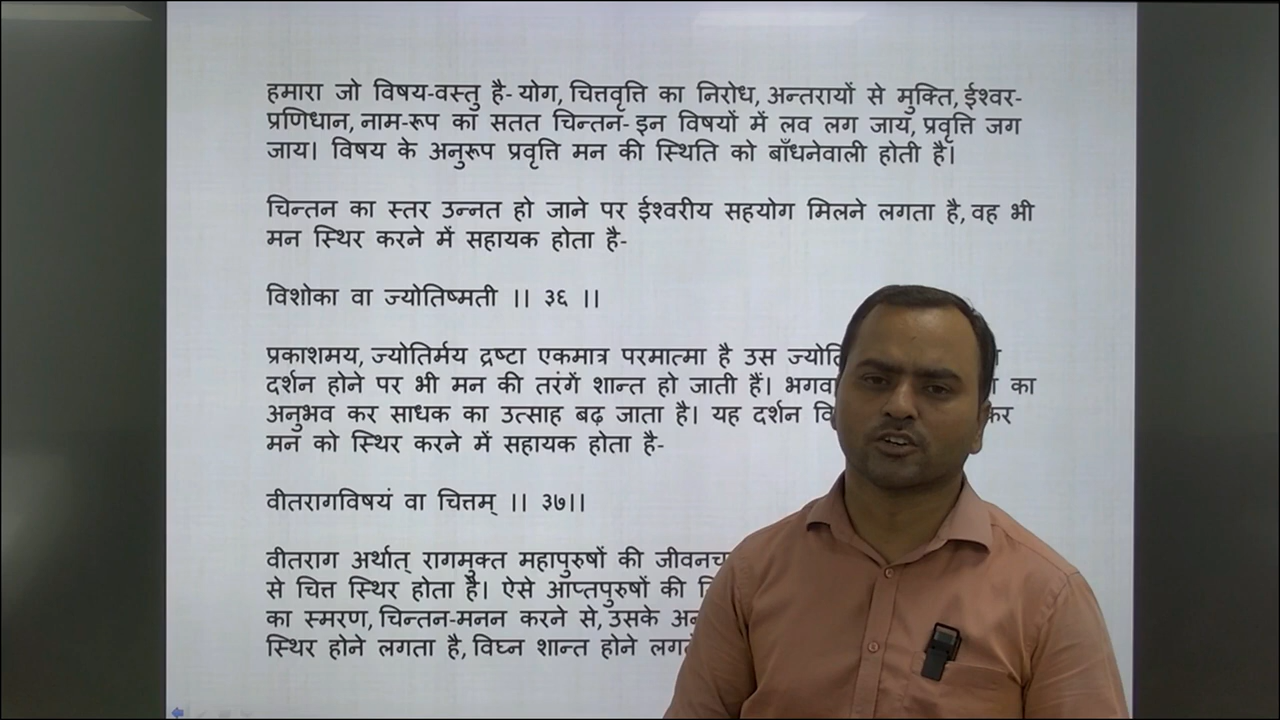 हमारा जो विषय-वस्तु है- योग, चित्तवृत्ति का निरोध, अन्तरायों से मुक्ति, ईश्वर-
प्रणिधान, नाम-रूप का सतत चिन्तन- इन विषयों में लव लग जाय, प्रवृत्ति जग
जाय। विषय के अनुरूप प्रवृत्ति मन की स्थिति को बाँधनेवाली होती है।
चिन्तन का स्तर उन्नत हो जाने पर ईश्वरीय सहयोग मिलने लगता है, वह भी
मन स्थिर करने में सहायक होता है-
विशोका वा ज्योतिष्मती ।। ३६ ।।
प्रकाशमय, ज्योतिर्मय द्रष्टा एकमात्र परमात्मा है उस
दर्शन होने पर भी मन की तरंगें शान्त हो जाती हैं। का
अनुभव कर साधक का उत्साह बढ़ जाता है। यह दर्शन
मन को स्थिर करने में सहायक होता है-
वीतरागविषयं वा चित्तम् ।। ३७।।
वीतराग अर्थात् रागमुक्त महापुरुषों की
से चित्त स्थिर होता है। ऐसे आप्तपुरुषों की
का स्मरण, चिन्तन-मनन करने से, उसके
स्थिर होने लगता है, विघ्न शान्त होने